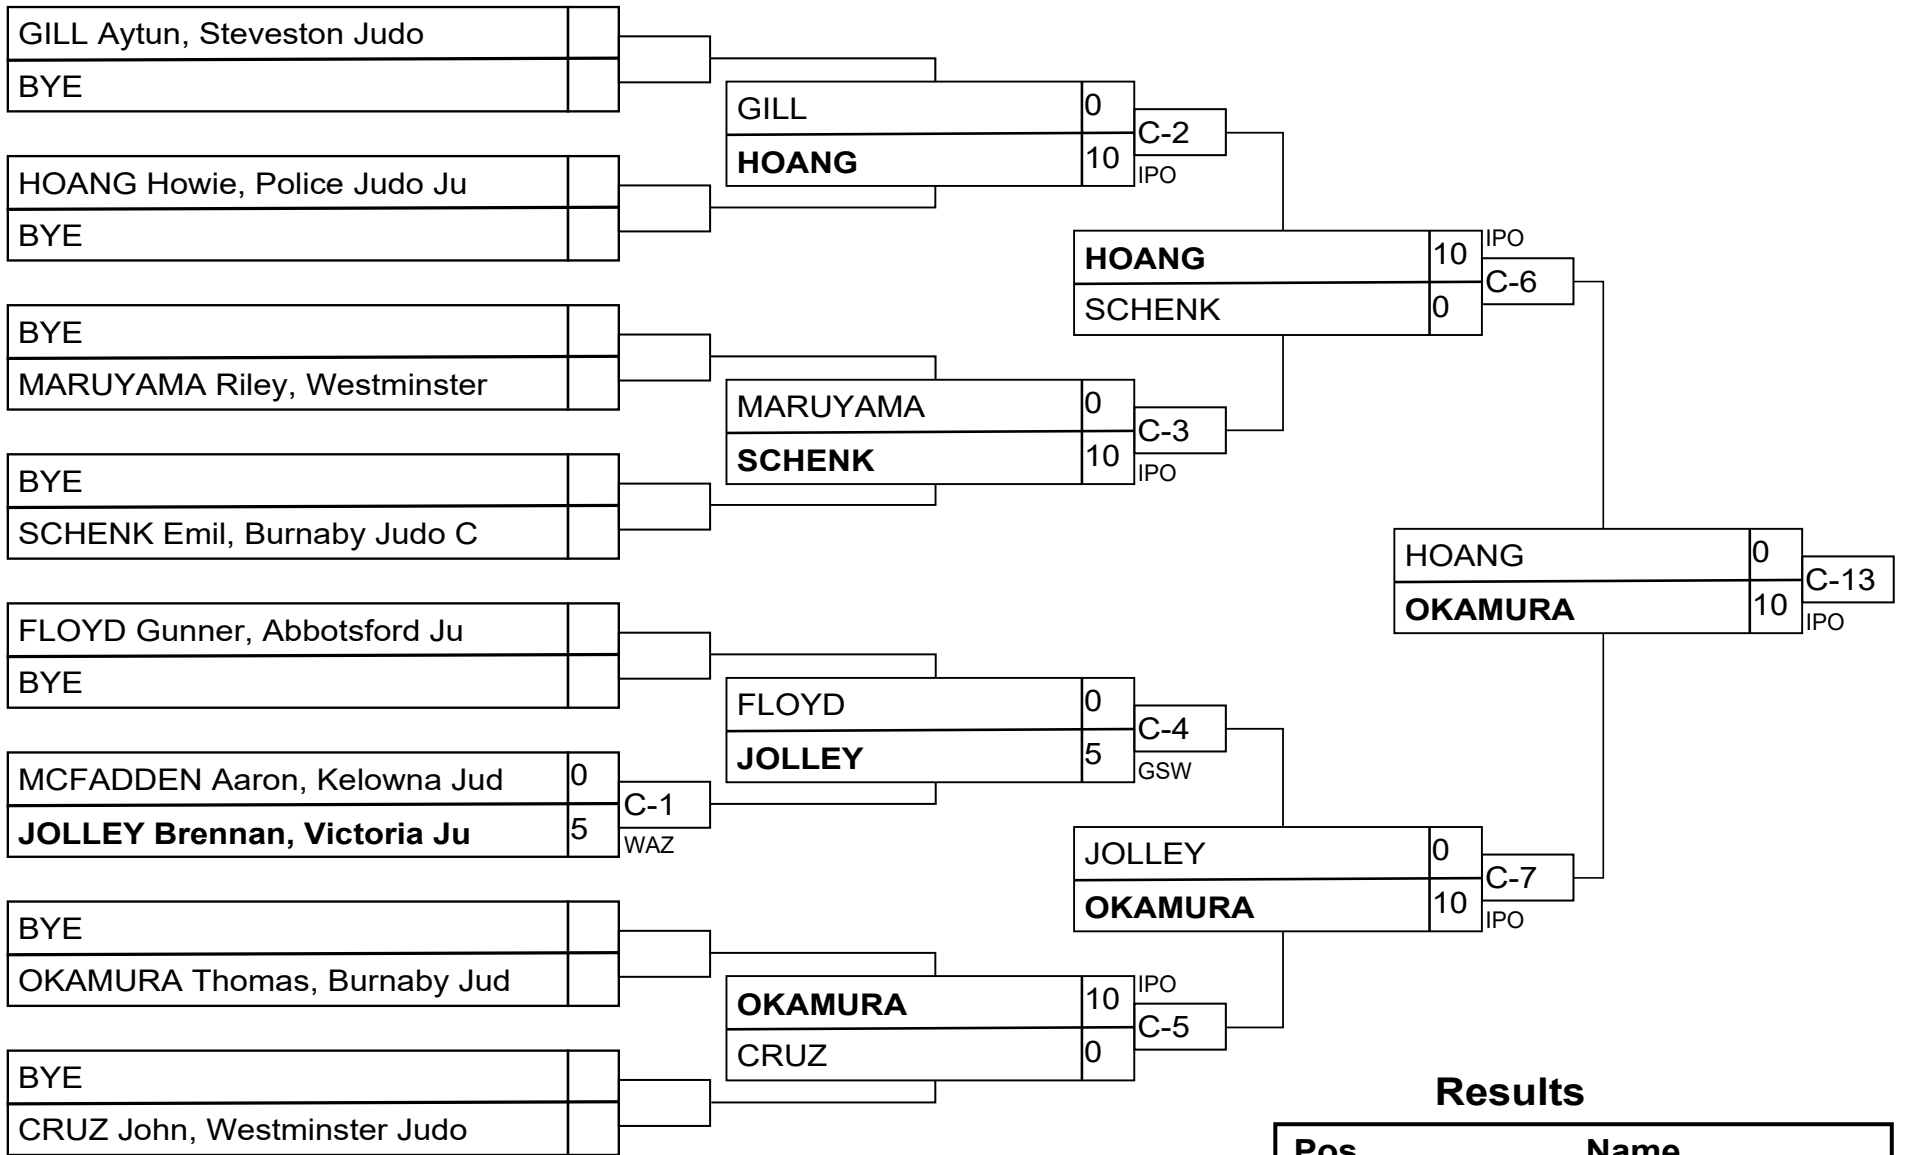 GILL Aytun, Steveston Judo
BYE
HOANG Howie, Police Judo Ju
BYE
BYE
MARUYAMA Riley, Westminster
BYE
SCHENK Emil, Burnaby Judo C
FLOYD Gunner, Abbotsford Ju
BYE
MCFADDEN Aaron, Kelowna Jud 0
JOLLEY Brennan, Victoria Ju 5
C-1
WAZ
BYE
OKAMURA Thomas, Burnaby Jud
BYE
CRUZ John, Westminster Judo
GILL 0
HOANG 10
C-2
IPO
MARUYAMA 0
SCHENK 10
C-3
IPO
FLOYD 0
JOLLEY 5
C-4
GSW
OKAMURA 10
CRUZ 0
IPO
C-5
HOANG 10
SCHENK 0
IPO
C-6
JOLLEY 0
OKAMURA 10
C-7
IPO
HOANG 0
OKAMURA 10
C-13
IPO
Results
Pos Name